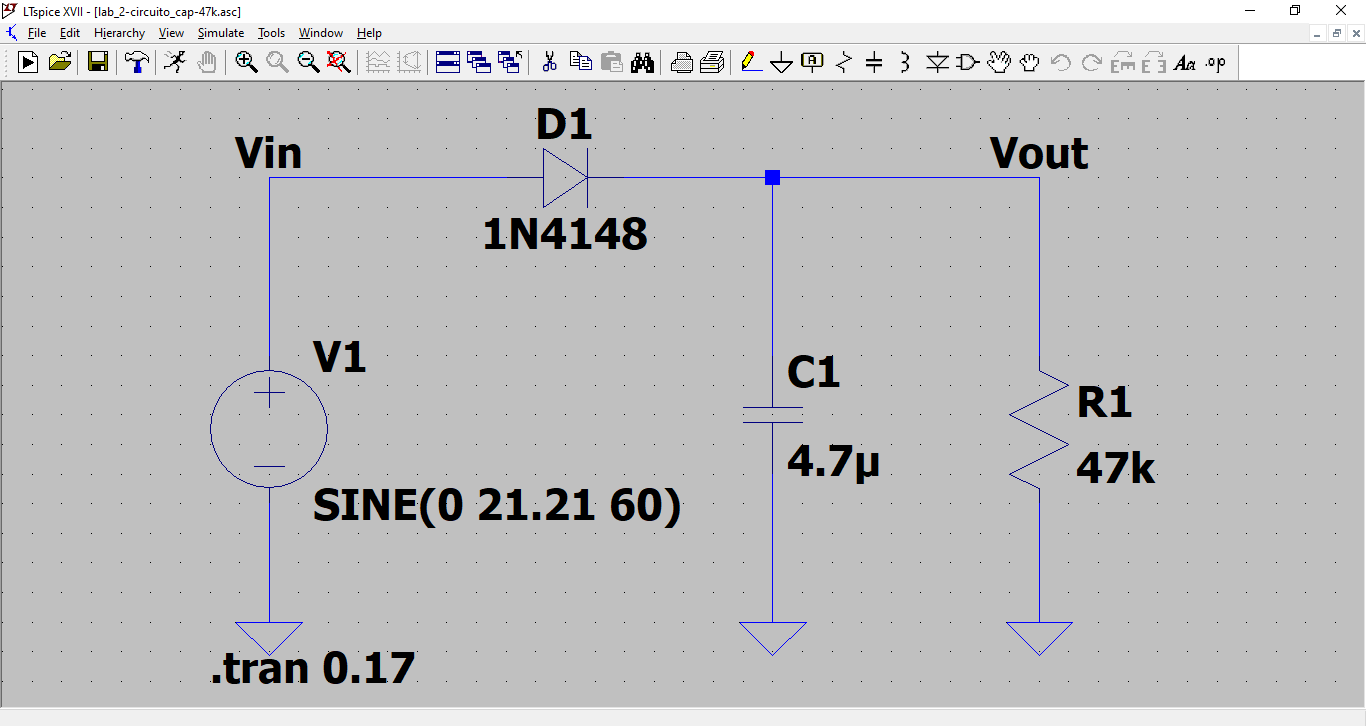 LTspice XVII - [lab_2-circuito_cap-47k.asc]
File Edit Hierarchy View Simulate Tools Window Help
Aa .op
D1
Vin
Vout
1N4148
V1
C1
R1
4.7µ
47k
SINE(0 21.21 60)
.tran 0.17